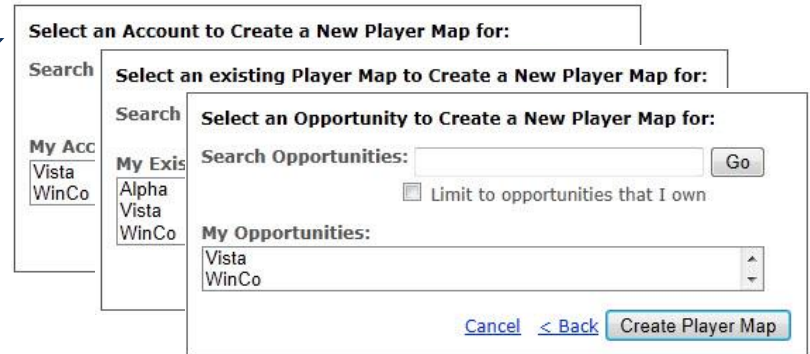 Select an Account to Create a New Player Map for:
Search
My Acc
Vista
WinCo
Select an existing Player Map to Create a New Player Map for:
Search
My Exis
Alpha
Vista
WinCo
Select an Opportunity to Create a New Player Map for:
Search Opportunities: Go
Limit to opportunities that I own
My Opportunities:
Vista
WinCo
Cancel < Back Create Player Map